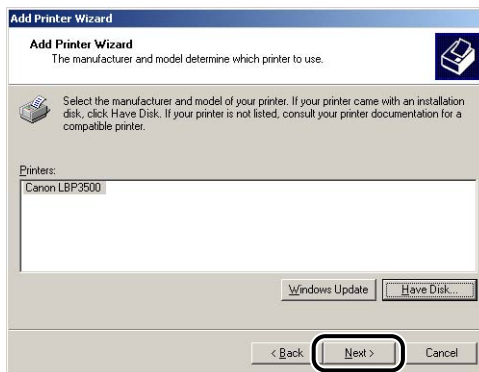 Add Printer Wizard
Add Printer Wizard
The manufacturer and model determine which printer to use.
Select the manufacturer and model of your printer. If your printer came with an installation
disk, click Have Disk. If your printer is not listed, consult your printer documentation for a
compatible printer.
Printers:
Canon LBP3500
Windows Update Have Disk...
< Back Next > Cancel